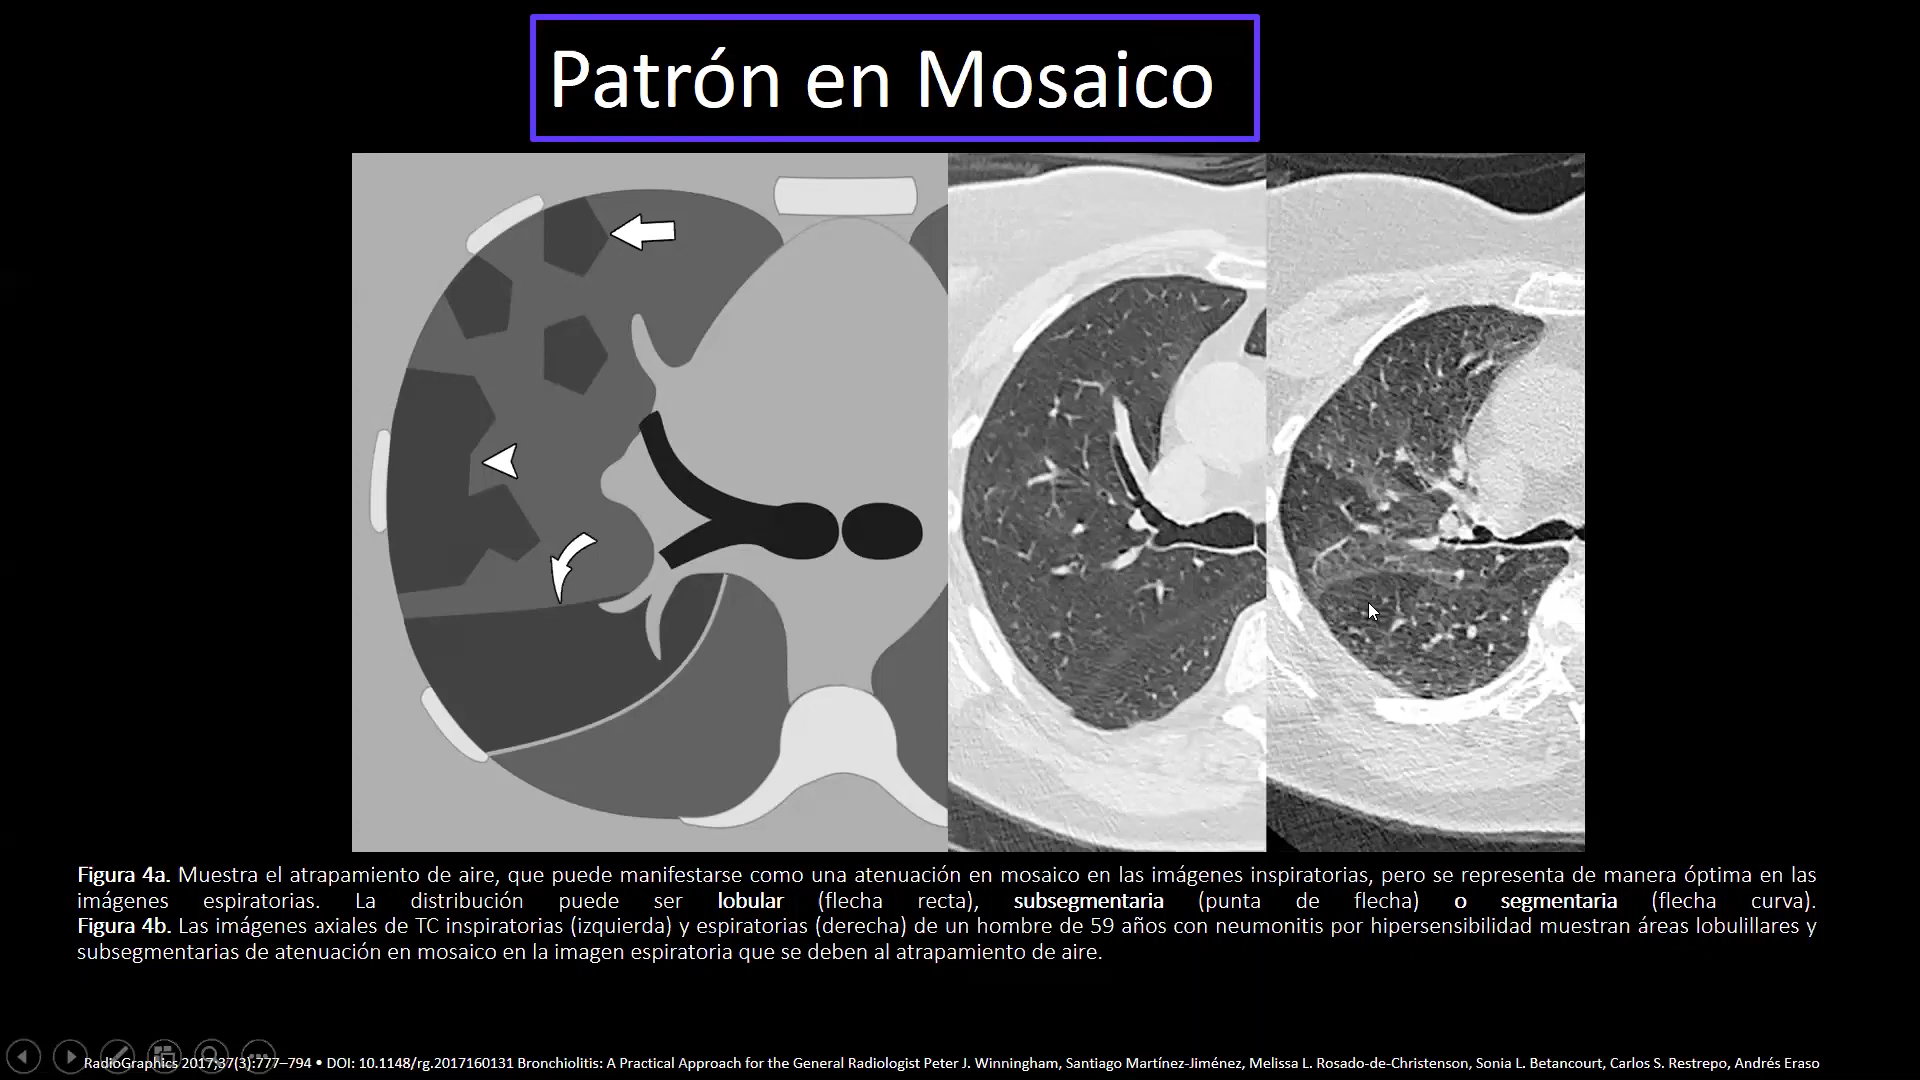 Patrón en Mosaico
Figura 4a. Muestra el atrapamiento de aire, que puede manifestarse como una atenuación en mosaico en las imágenes inspiratorias, pero se representa de manera óptima en las
imágenes espiratorias. La distribución puede ser lobular (flecha recta), subsegmentaria (punta de flecha) o segmentaria (flecha curva).
Figura 4b. Las imágenes axiales de TC inspiratorias (izquierda) y espiratorias (derecha) de un hombre de 59 años con neumonitis por hipersensibilidad muestran áreas lobulillares y
subsegmentarias de atenuación en mosaico en la imagen espiratoria que se deben al atrapamiento de aire.
RadioGraphics 2017;37(3):777–794 • DOI: 10.1148/rg.2017160131 Bronchiolitis: A Practical Approach for the General Radiologist Peter J. Winningham, Santiago Martínez-Jiménez, Melissa L. Rosado-de-Christenson, Sonia L. Betancourt, Carlos S. Restrepo, Andrés Eraso